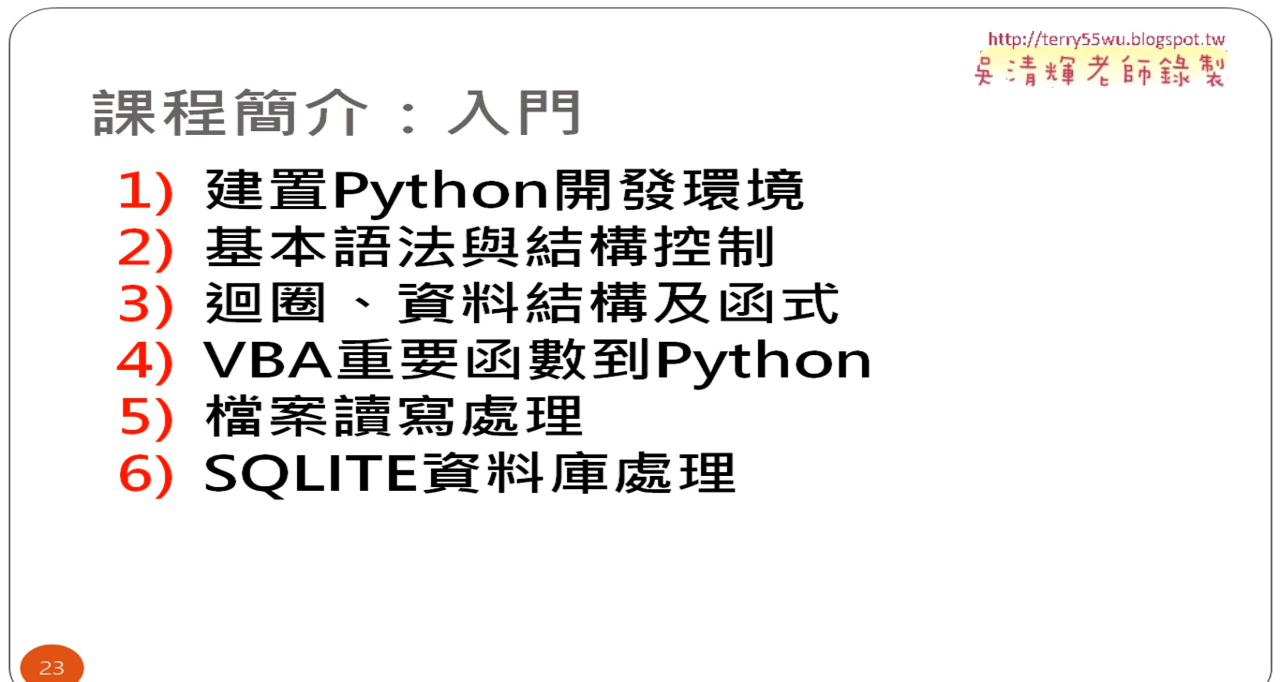 http://terry55wu.blogspot.tw
吳清輝老師錄製
課程簡介：入門
1) 建置Python開發環境
2) 基本語法與結構控制
3) 迴圈、資料結構及函式
4) VBA重要函數到Python
5) 檔案讀寫處理
6) SQLITE資料庫處理
23